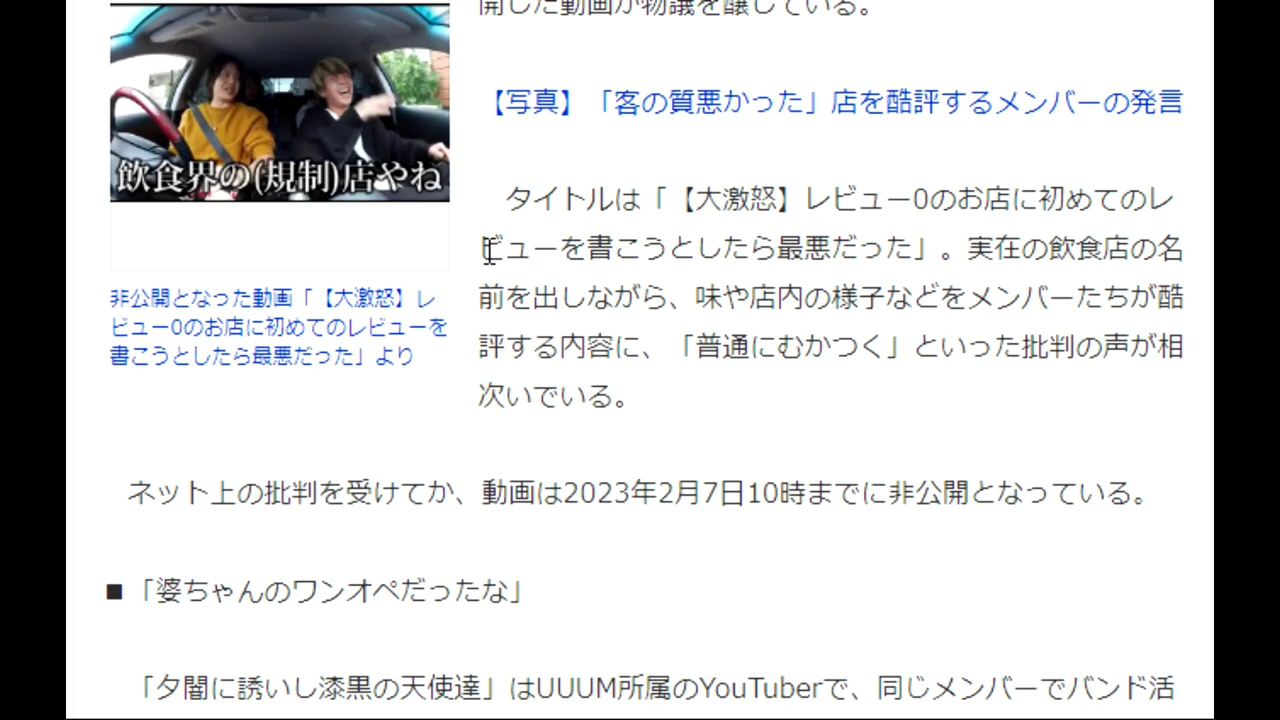 開した動画が物議を醸している。
飲食界の(規制)店やね
【写真】「客の質悪かった」店を酷評するメンバーの発言
タイトルは「【大激怒】レビュー0のお店に初めてのレ
ビューを書こうとしたら最悪だった」。実在の飲食店の名
前を出しながら、味や店内の様子などをメンバーたちが酷
評する内容に、「普通にむかつく」といった批判の声が相
次いでいる。
非公開となった動画「【大激怒】レ
ビュー0のお店に初めてのレビューを
書こうとしたら最悪だった」より
ネット上の批判を受けてか、動画は2023年2月7日10時までに非公開となっている。
■「婆ちゃんのワンオペだったな」
「夕闇に誘いし漆黒の天使達」はUUUM所属のYouTuberで、同じメンバーでバンド活